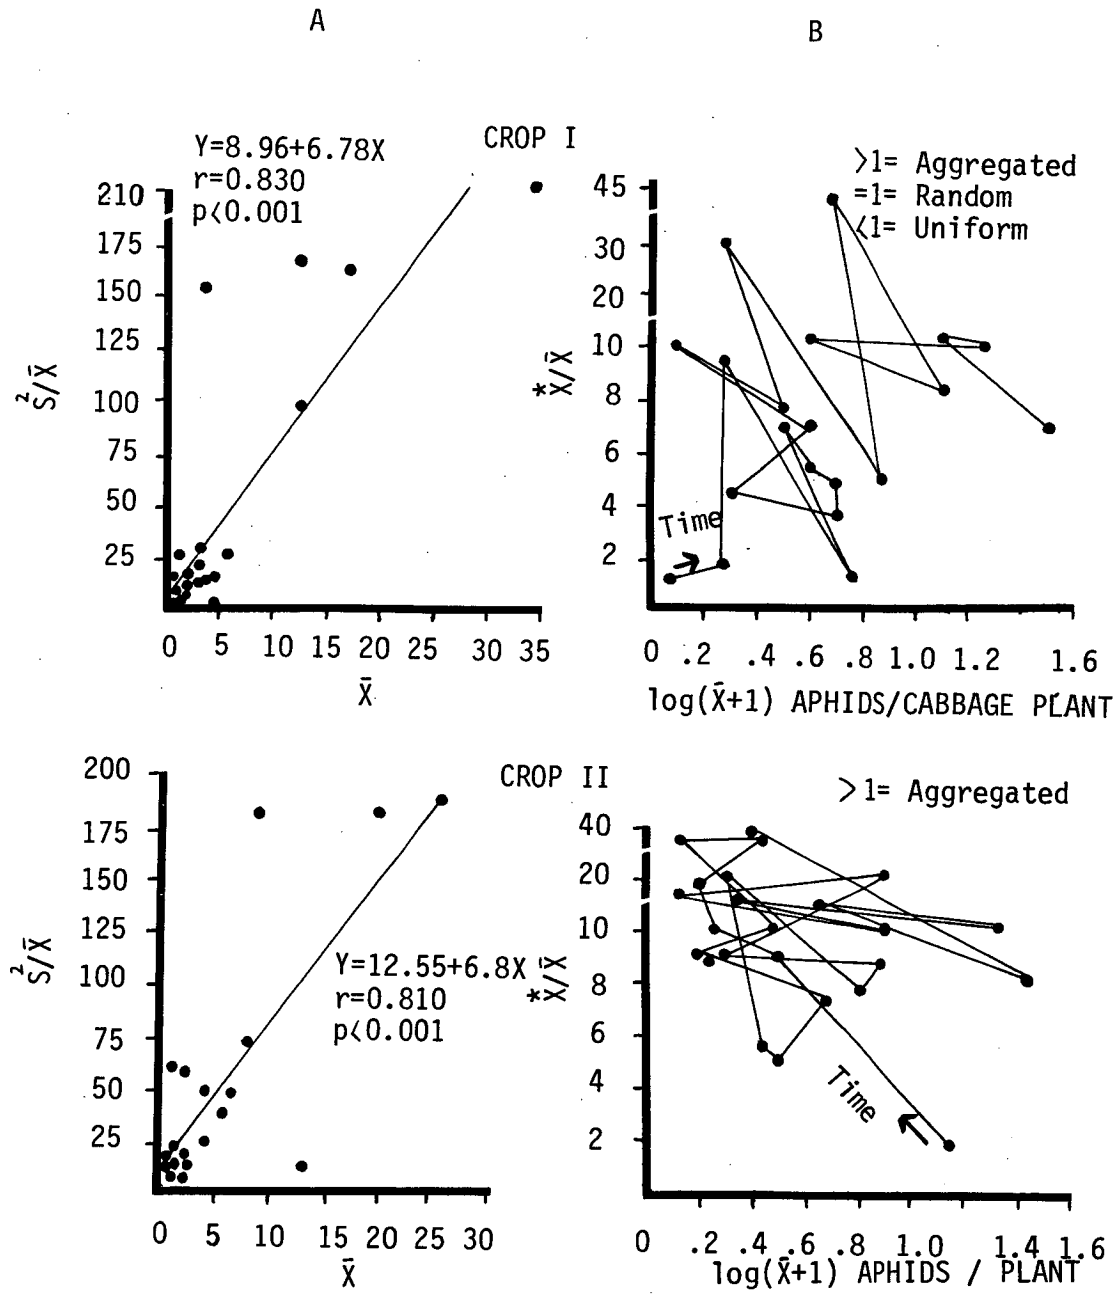 A
B
CROP I
Y=8.96+6.78X
r=0.830
p<0.001
210
175
150
125
100
75
50
25
S²/X̄
0 5 10 15 20 25 30 35
X̄
>1= Aggregated
=1= Random
<1= Uniform
45
30
20
10
8
6
4
2
*X/X̄
Time
0 .2 .4 .6 .8 1.0 1.2 1.6
log(X̄+1) APHIDS/CABBAGE PLANT
CROP II
200
175
150
125
100
75
50
25
S²/X̄
Y=12.55+6.8X
r=0.810
p<0.001
0 5 10 15 20 25 30
X̄
>1= Aggregated
40
20
10
8
6
4
2
*X/X̄
Time
0 .2 .4 .6 .8 1.0 1.4 1.6
log(X̄+1) APHIDS / PLANT